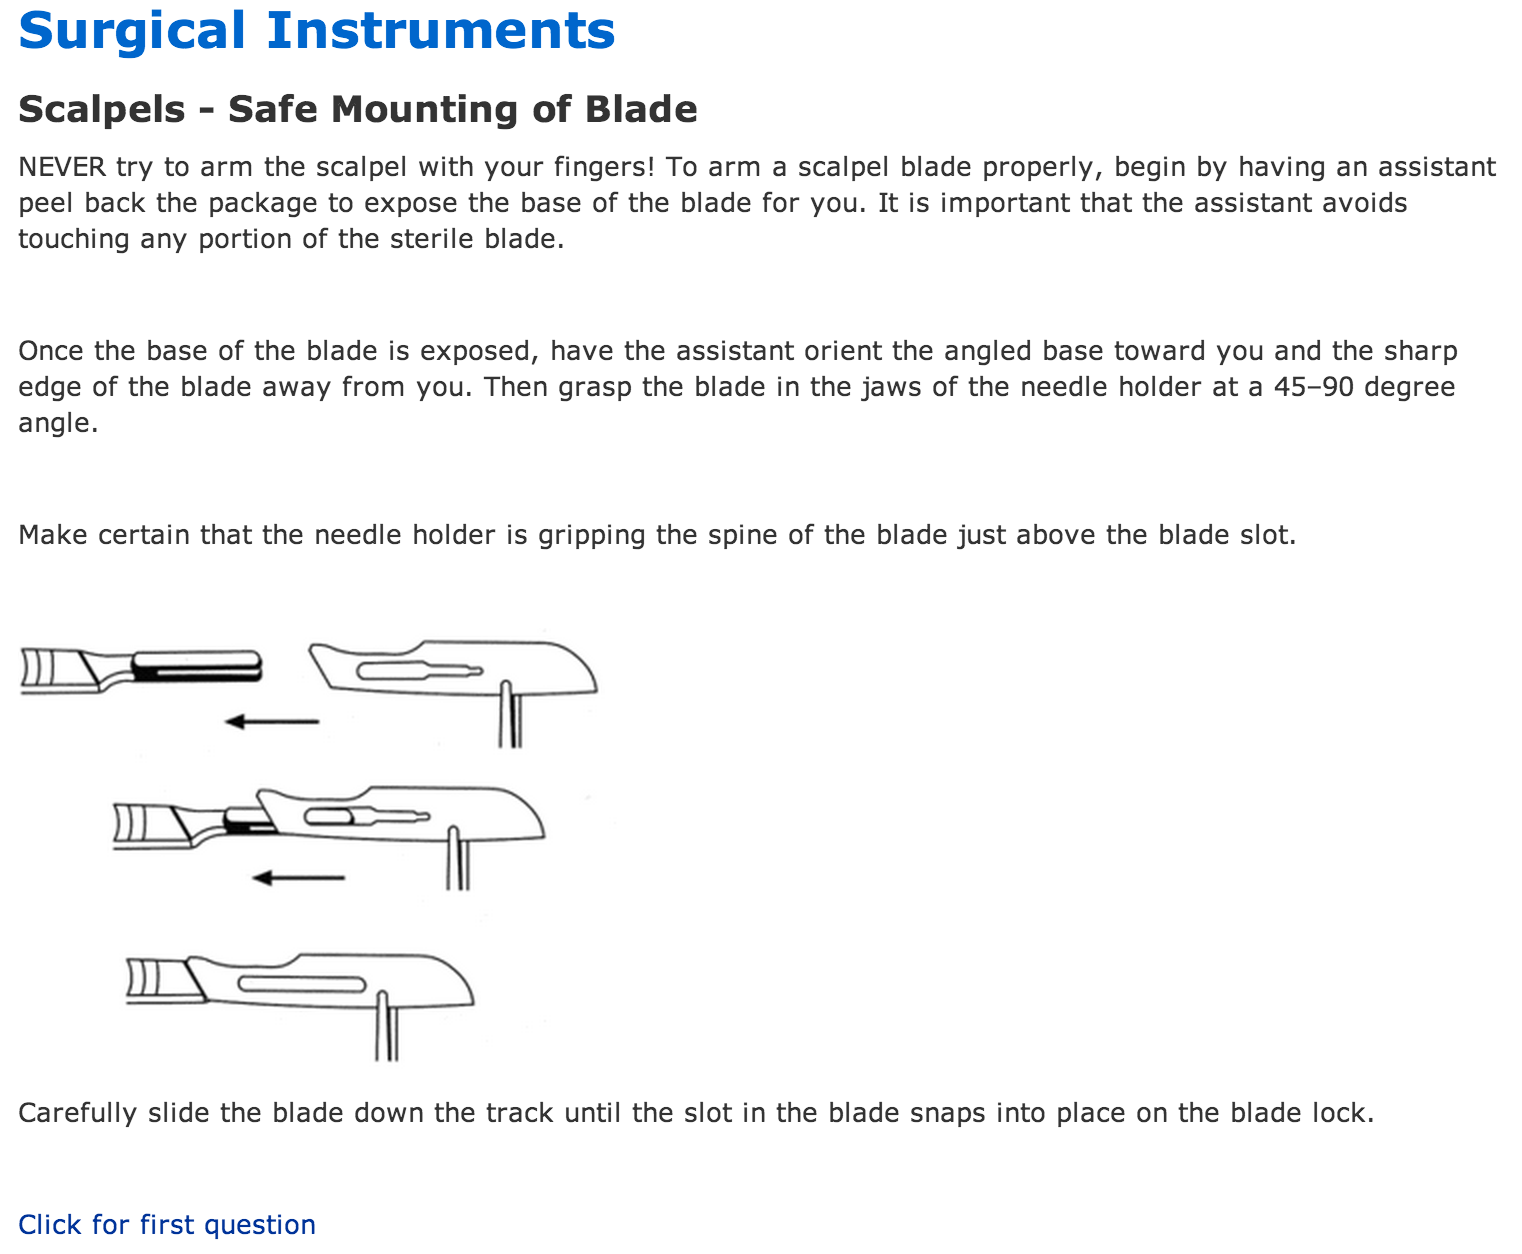 Surgical Instruments
Scalpels - Safe Mounting of Blade
NEVER try to arm the scalpel with your fingers! To arm a scalpel blade properly, begin by having an assistant
peel back the package to expose the base of the blade for you. It is important that the assistant avoids
touching any portion of the sterile blade.
Once the base of the blade is exposed, have the assistant orient the angled base toward you and the sharp
edge of the blade away from you. Then grasp the blade in the jaws of the needle holder at a 45–90 degree
angle.
Make certain that the needle holder is gripping the spine of the blade just above the blade slot.
Carefully slide the blade down the track until the slot in the blade snaps into place on the blade lock.
Click for first question